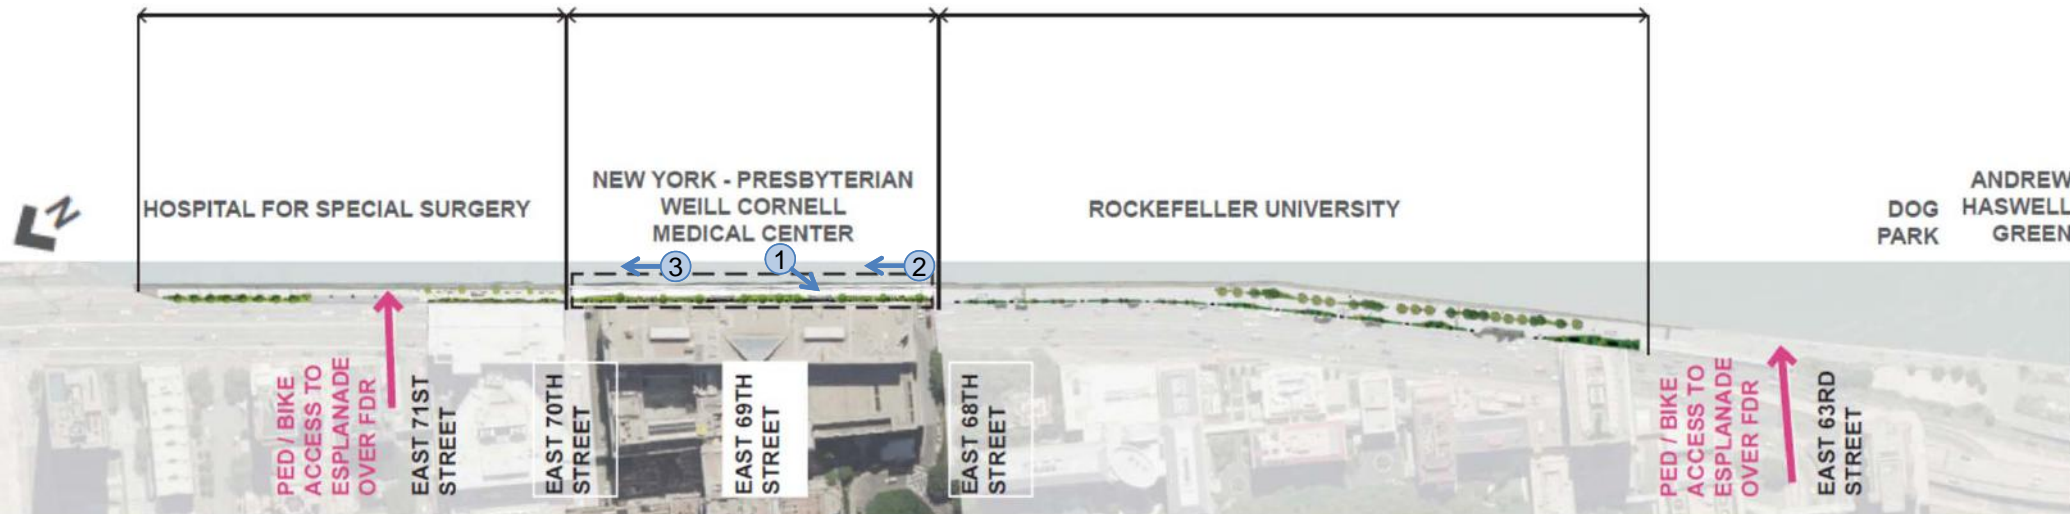 NEW YORK - PRESBYTERIAN
WEILL CORNELL
MEDICAL CENTER
HOSPITAL FOR SPECIAL SURGERY
ROCKEFELLER UNIVERSITY
DOG
PARK
ANDREW
HASWELL
GREEN
N
3
1
2
PED / BIKE
ACCESS TO
ESPLANADE
OVER FDR
EAST 71ST
STREET
EAST 70TH
STREET
EAST 69TH
STREET
EAST 68TH
STREET
PED / BIKE
ACCESS TO
ESPLANADE
OVER FDR
EAST 63RD
STREET